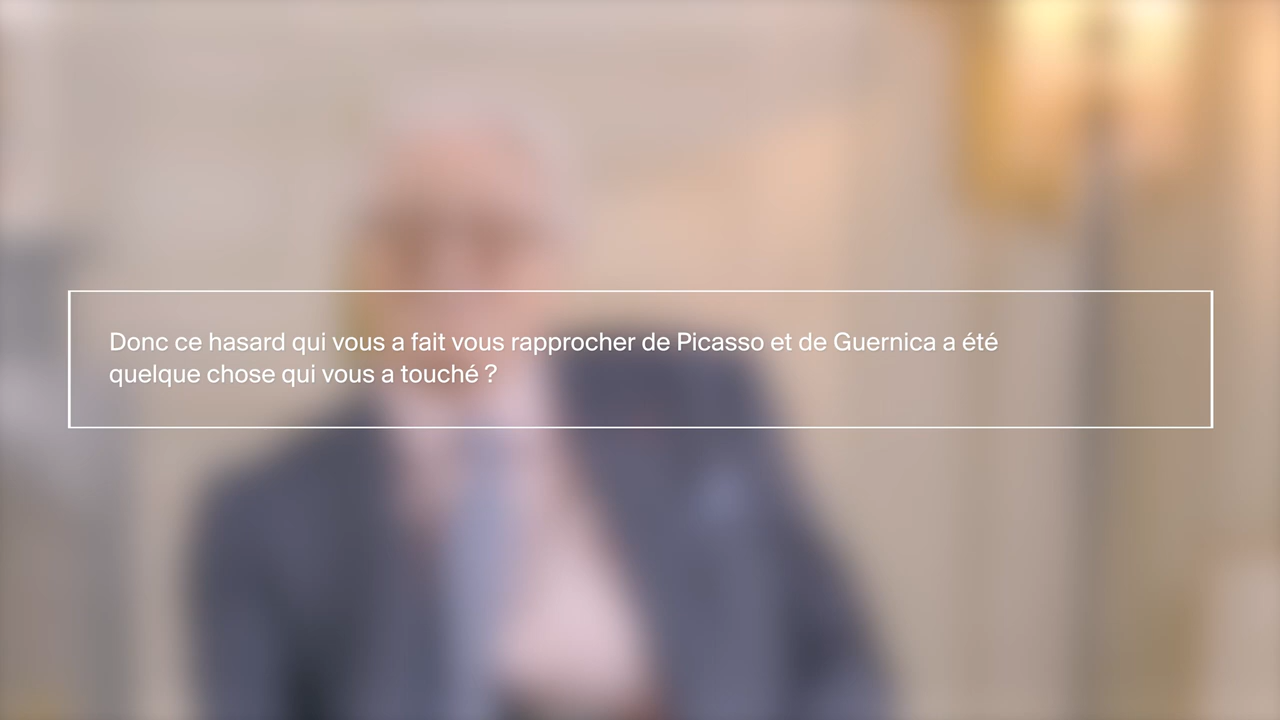 Donc ce hasard qui vous a fait vous rapprocher de Picasso et de Guernica a été
quelque chose qui vous a touché ?